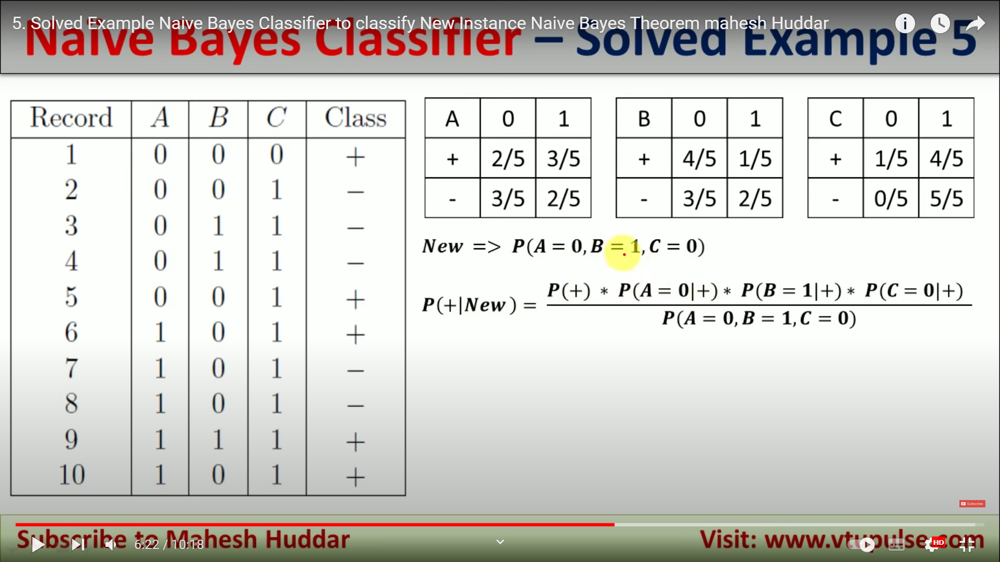 5. Solved Example Naive Bayes Classifier to classify New Instance Naive Bayes Theorem mahesh Huddar
Naïve Bayes Classifier – Solved Example 5
Record A B C Class
1 0 0 0 +
2 0 0 1 −
3 0 1 1 −
4 0 1 1 −
5 0 0 1 +
6 1 0 1 +
7 1 0 1 −
8 1 0 1 −
9 1 1 1 +
10 1 0 1 +
A 0 1
+ 2/5 3/5
- 3/5 2/5
B 0 1
+ 4/5 1/5
- 3/5 2/5
C 0 1
+ 1/5 4/5
- 0/5 5/5
New => P(A = 0, B = 1, C = 0)
P(+) * P(A = 0|+) * P(B = 1|+) * P(C = 0|+)
P(+|New) =
P(A = 0, B = 1, C = 0)
Subscribe
Subscribe to Mahesh Huddar
Visit: www.vtupulse.com
6:22 / 10:18
HD